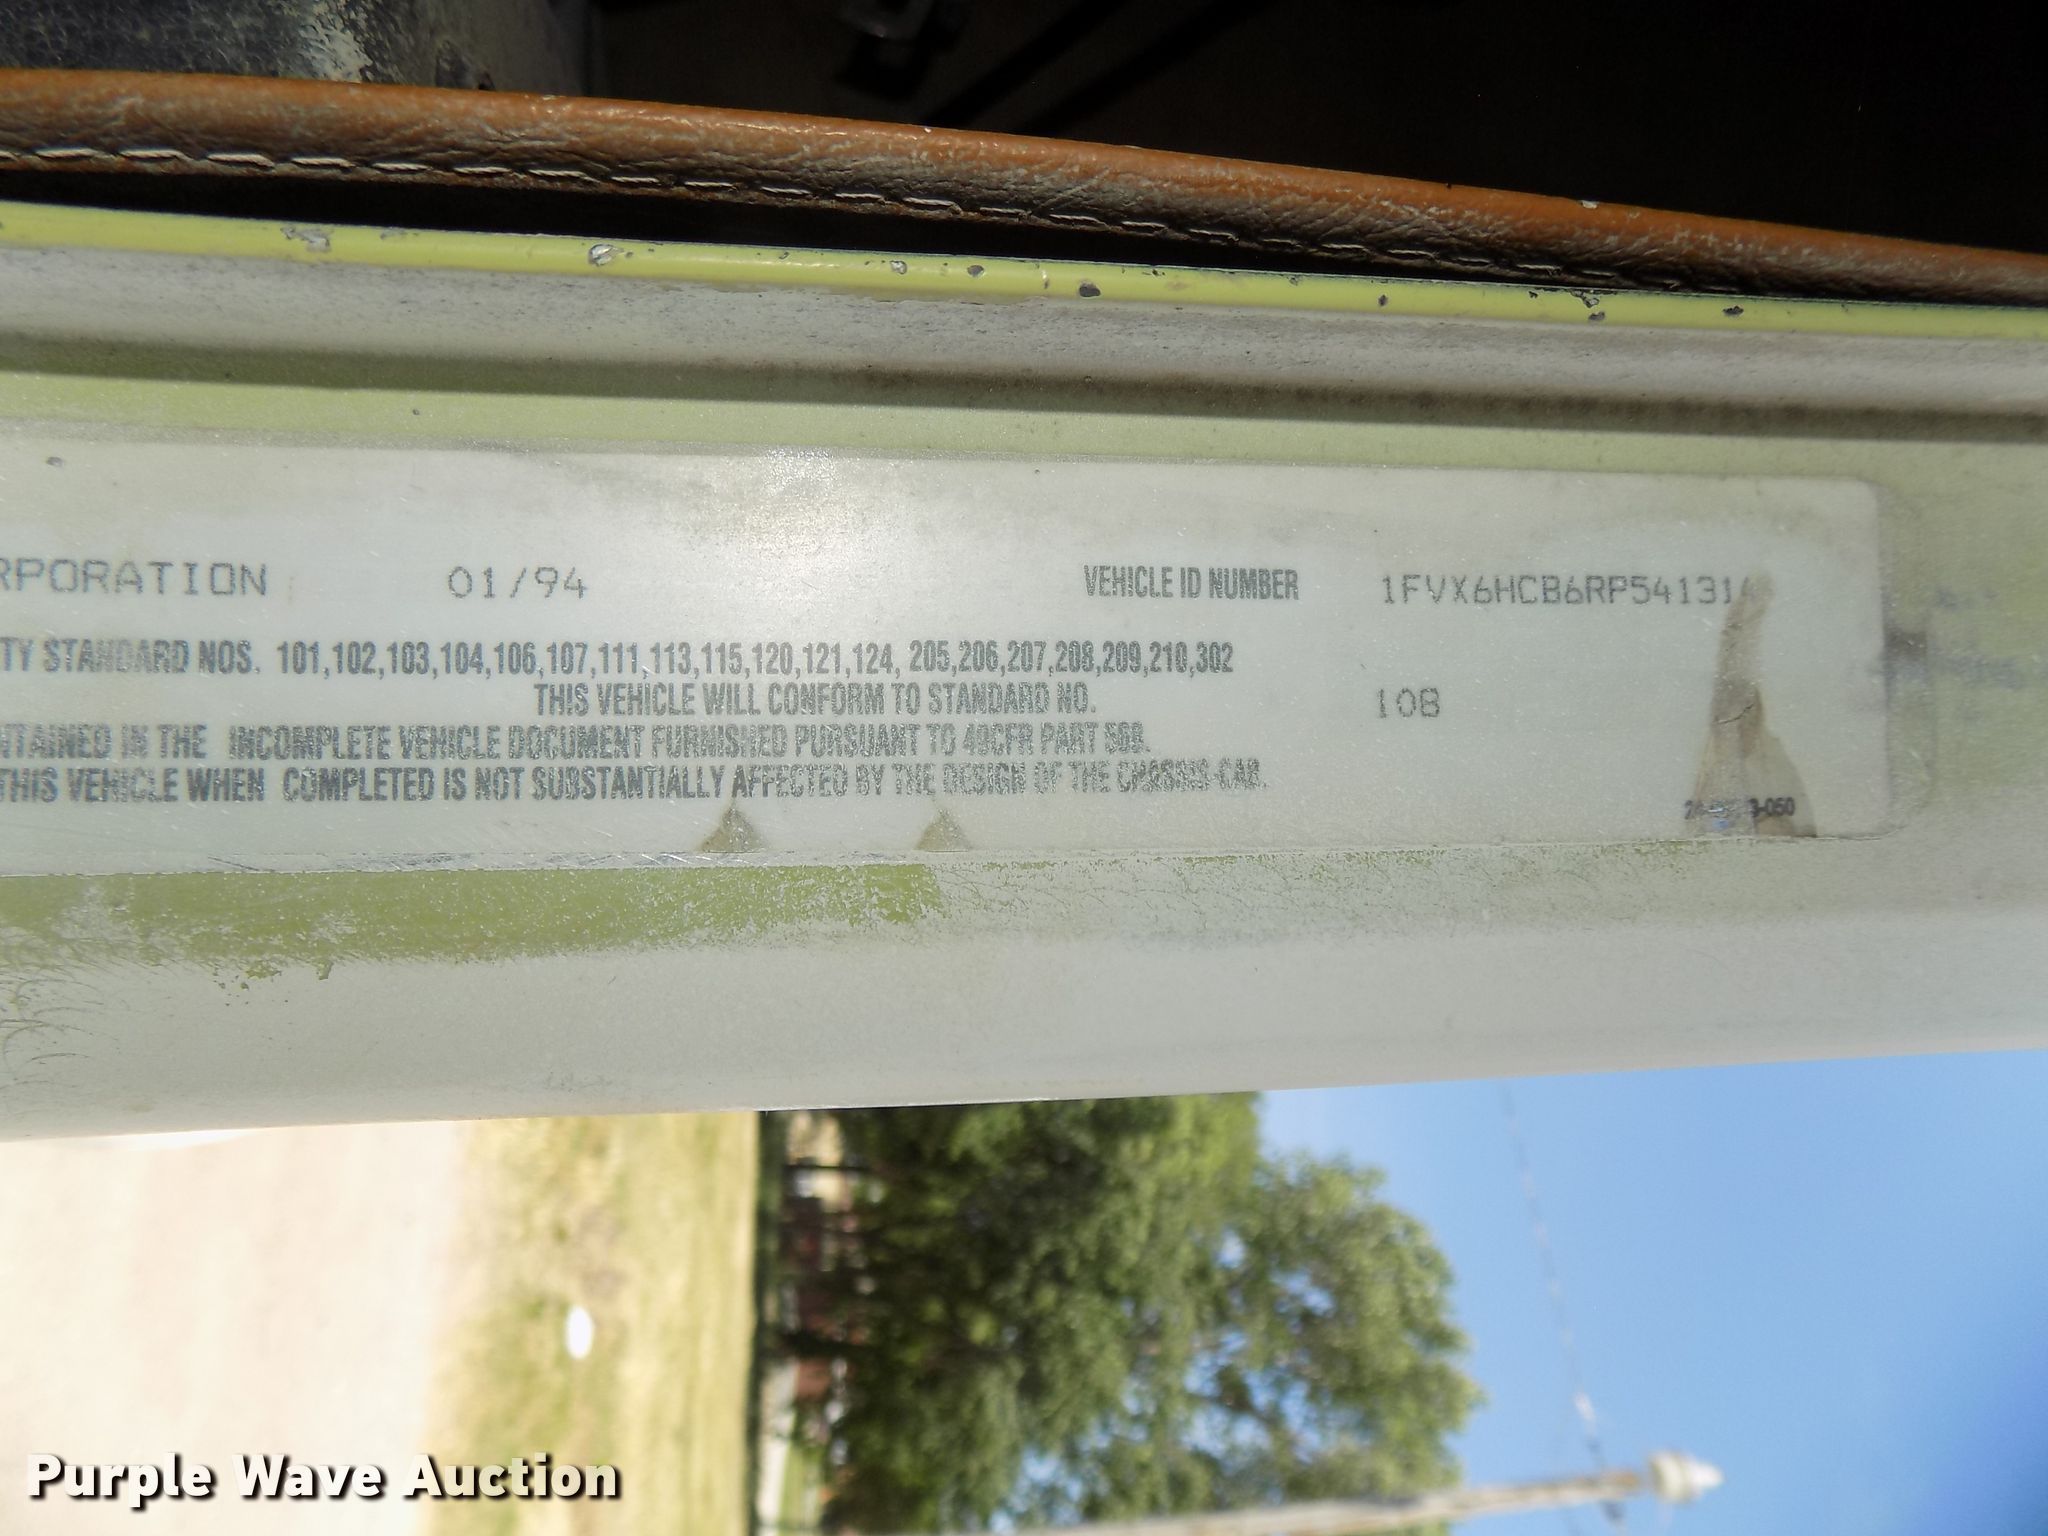 RPORATION 01/94 VEHICLE ID NUMBER 1FVX6HCB6RP541314
TY STANDARD NOS. 101,102,103,104,106,107,111,113,115,120,121,124, 205,206,207,208,209,210,302
THIS VEHICLE WILL CONFORM TO STANDARD NO. 108
NTAINED IN THE INCOMPLETE VEHICLE DOCUMENT FURNISHED PURSUANT TO 49CFR PART 568.
THIS VEHICLE WHEN COMPLETED IS NOT SUBSTANTIALLY AFFECTED BY THE DESIGN OF THE CHASSIS-CAB.
Purple Wave Auction